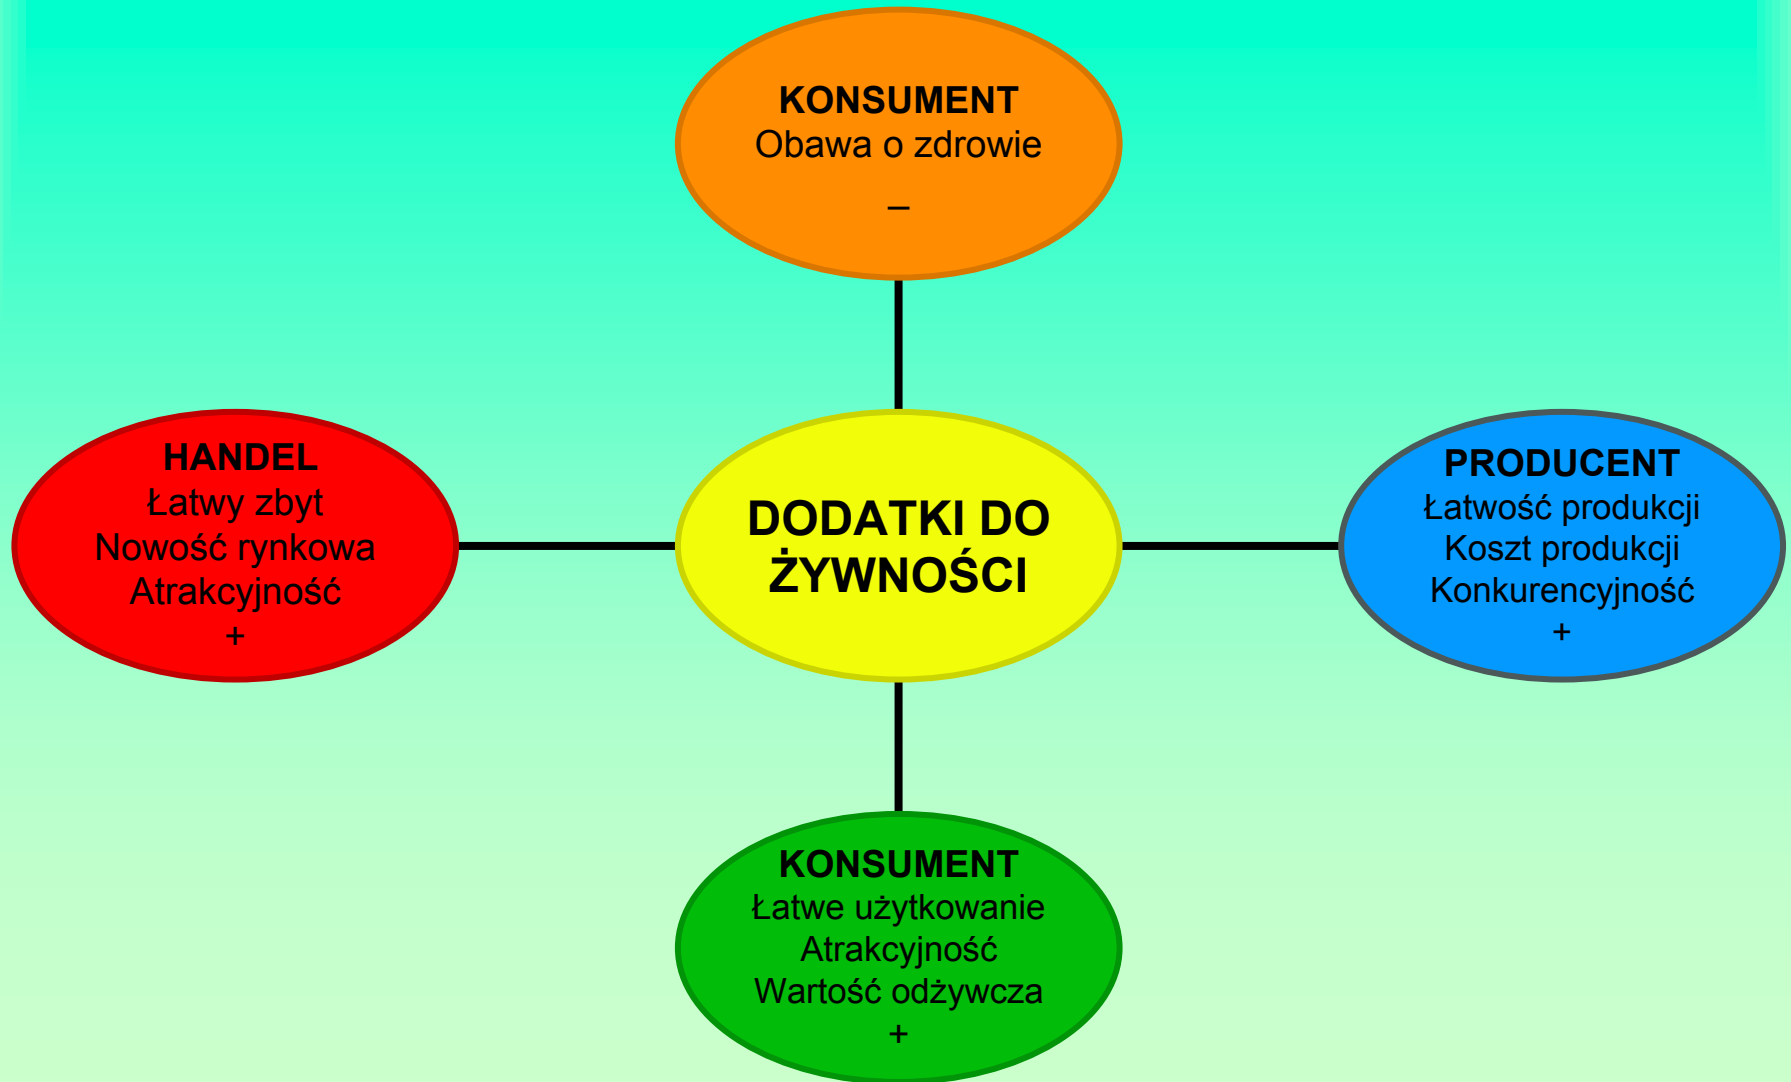 KONSUMENT
Obawa o zdrowie
–
HANDEL
Łatwy zbyt
Nowość rynkowa
Atrakcyjność
+
DODATKI DO
ŻYWNOŚCI
PRODUCENT
Łatwość produkcji
Koszt produkcji
Konkurencyjność
+
KONSUMENT
Łatwe użytkowanie
Atrakcyjność
Wartość odżywcza
+